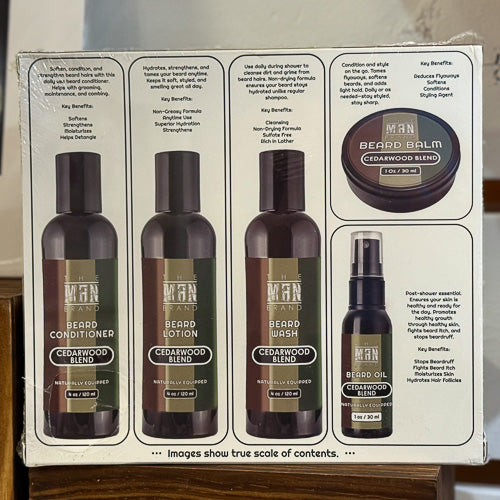 Soften, condition, and
strengthen beard hairs with this
daily use beard conditioner.
Helps with grooming,
maintenance, and combing.
Key Benefits:
Softens
Strengthens
Moisturizes
Helps Detangle
THE
MAN
BRAND
BEARD
CONDITIONER
CEDARWOOD
BLEND
NATURALLY EQUIPPED
4 oz / 120 ml
Hydrates, strengthens, and
tames your beard anytime.
Keeps it soft, styled, and
smelling great all day.
Key Benefits:
Non-Greasy Formula
Anytime Use
Superior Hydration
Strengthens
THE
MAN
BRAND
BEARD
LOTION
CEDARWOOD
BLEND
NATURALLY EQUIPPED
4 oz / 120 ml
Use daily during shower to
cleanse dirt and grime from
beard hairs. Non-drying formula
ensures your beard stays
hydrated unlike regular
shampoo.
Key Benefits:
Cleansing
Non-Drying Formula
Sulfate Free
Rich in Lather
THE
MAN
BRAND
BEARD
WASH
CEDARWOOD
BLEND
NATURALLY EQUIPPED
4 oz / 120 ml
Condition and style
on the go. Tames
flyaways, softens
beards, and adds
light hold. Daily or as
needed—stay styled,
stay sharp.
Key Benefits:
Reduces Flyaways
Softens
Conditions
Styling Agent
MAN
BEARD BALM
CEDARWOOD BLEND
1 Oz / 30 ml
THE
MAN
BRAND
BEARD OIL
CEDARWOOD
BLEND
NATURALLY EQUIPPED
1 oz / 30 ml
Post-shower essential.
Ensures your skin is
healthy and ready for
the day. Promotes
healthy growth
through healthy skin,
fights beard itch, and
stops beardruff.
Key Benefits:
Stops Beardruff
Fights Beard Itch
Moisturizes Skin
Hydrates Hair Follicles
··· Images show true scale of contents. ···